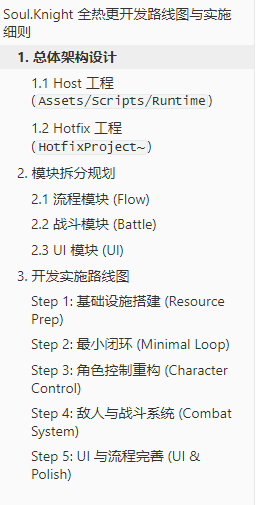 Soul.Knight 全热更开发路线图与实施
细则
1. 总体架构设计
1.1 Host 工程
(Assets/Scripts/Runtime)
1.2 Hotfix 工程
(HotfixProject~)
2. 模块拆分规划
2.1 流程模块 (Flow)
2.2 战斗模块 (Battle)
2.3 UI 模块 (UI)
3. 开发实施路线图
Step 1: 基础设施搭建 (Resource
Prep)
Step 2: 最小闭环 (Minimal Loop)
Step 3: 角色控制重构 (Character
Control)
Step 4: 敌人与战斗系统 (Combat
System)
Step 5: UI 与流程完善 (UI &
Polish)